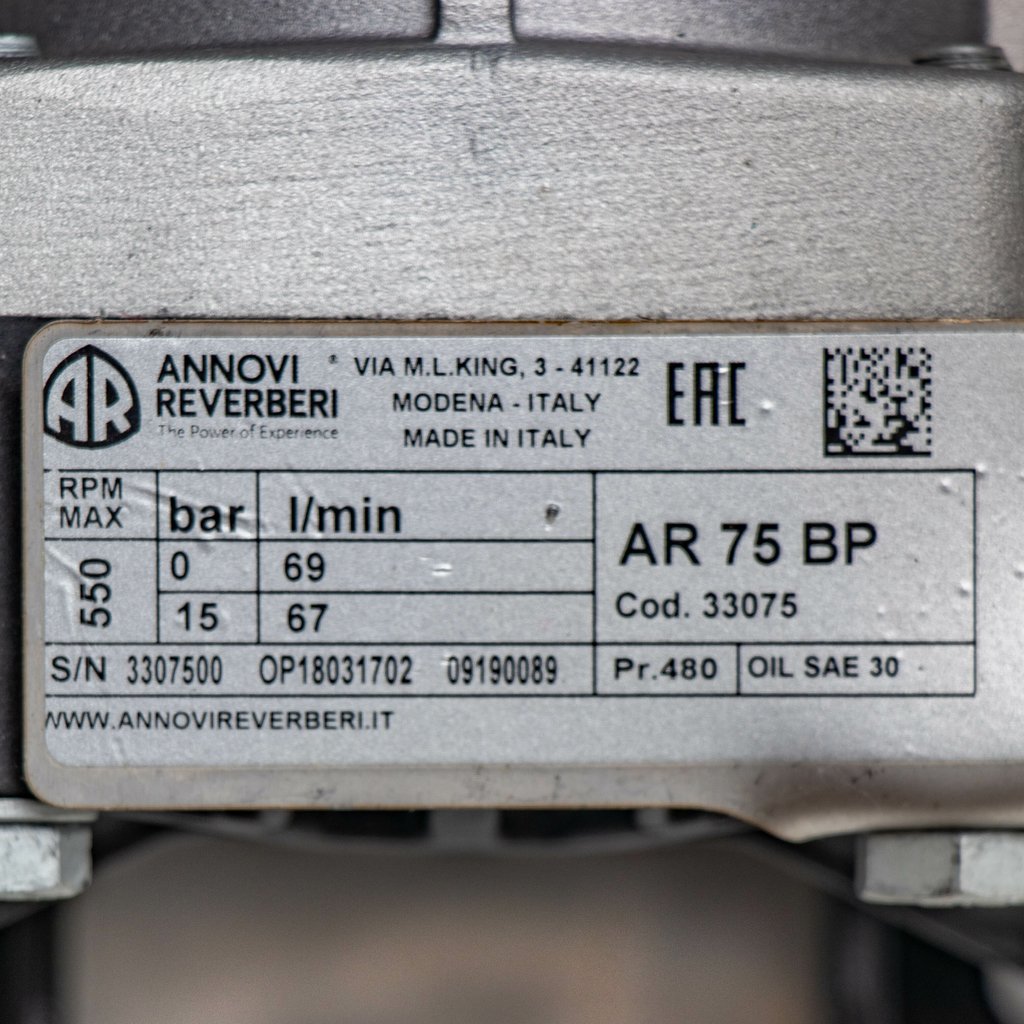 AR
ANNOVI
REVERBERI
The Power of Experience
® VIA M.L.KING, 3 - 41122
MODENA - ITALY
MADE IN ITALY
EAC
RPM
MAX
bar l/min
550
0 69
15 67
AR 75 BP
Cod. 33075
S/N 3307500 OP18031702 09190089
Pr.480 OIL SAE 30
WWW.ANNOVIREVERBERI.IT